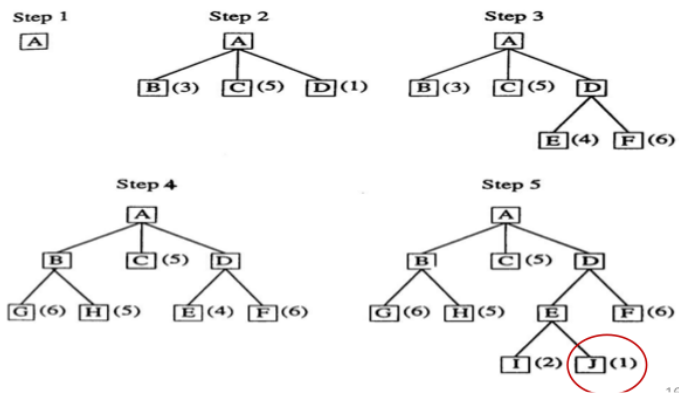 Step 1
A
Step 2
A
B (3) C (5) D (1)
Step 3
A
B (3) C (5) D
E (4) F (6)
Step 4
A
B C (5) D
G (6) H (5) E (4) F (6)
Step 5
A
B C (5) D
G (6) H (5) E F (6)
I (2) J (1)